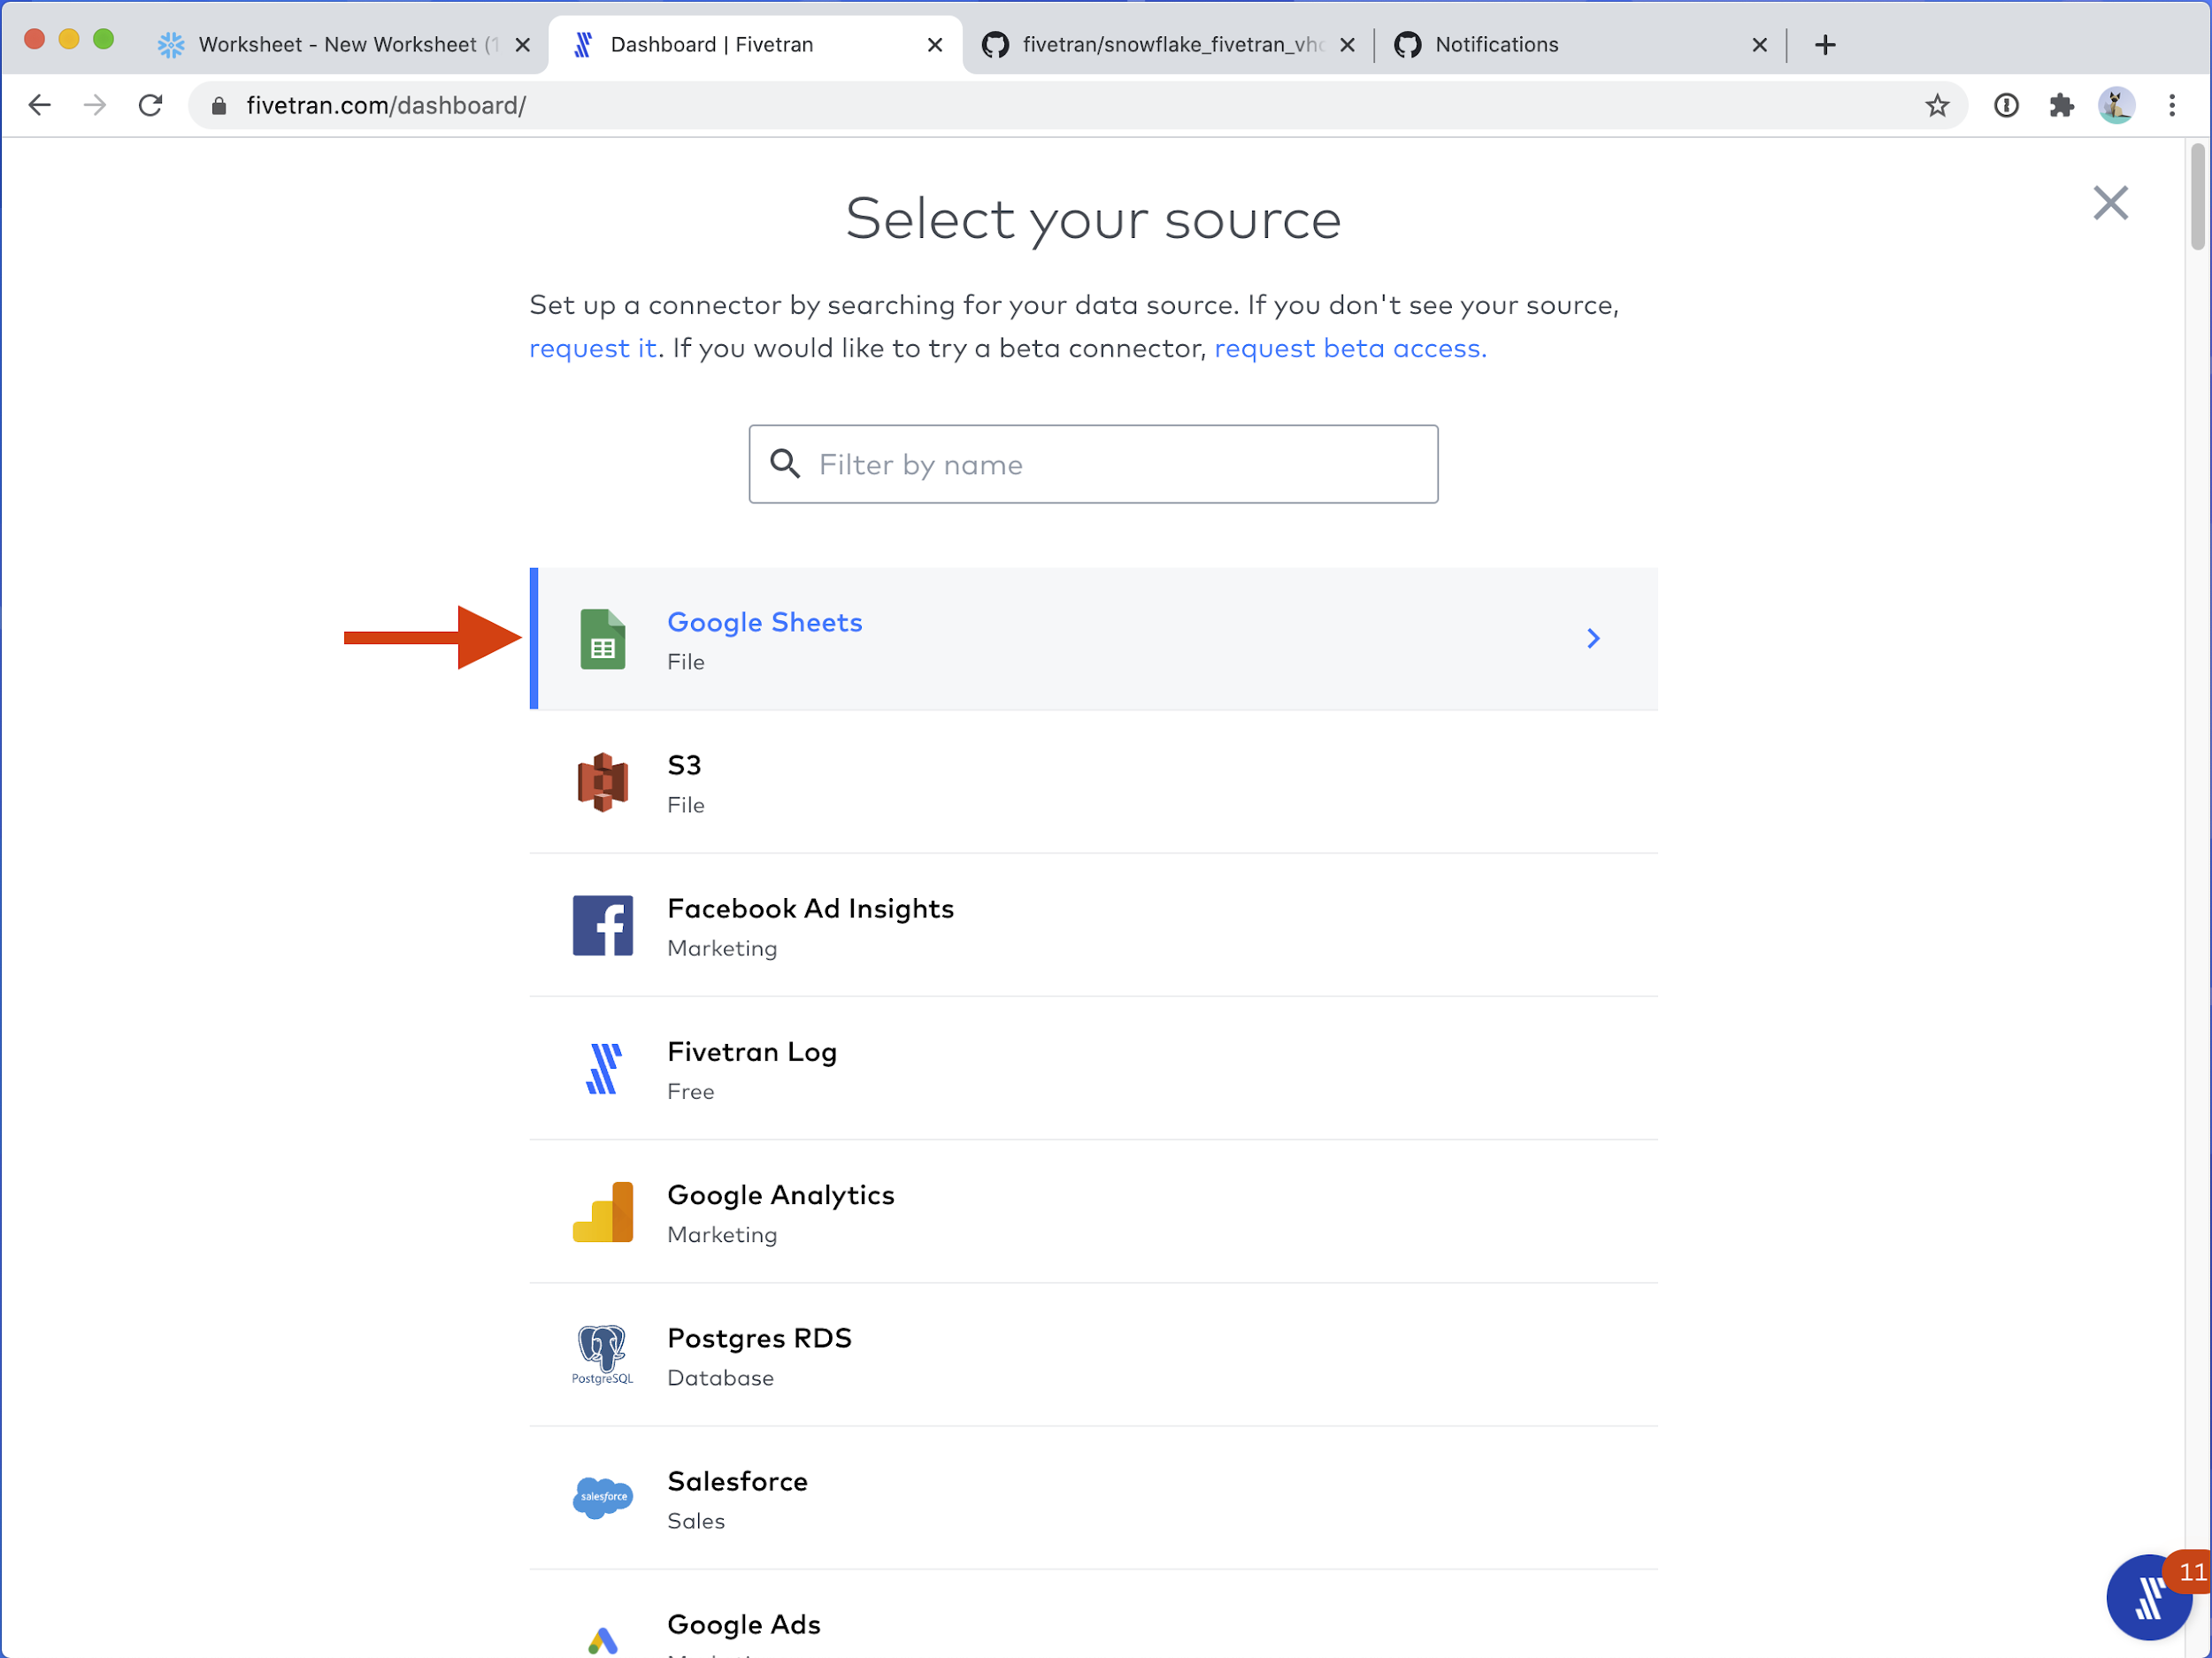 Worksheet - New Worksheet (1
Dashboard | Fivetran
fivetran/snowflake_fivetran_vho
Notifications
fivetran.com/dashboard/
Select your source
Set up a connector by searching for your data source. If you don't see your source,
request it. If you would like to try a beta connector, request beta access.
Filter by name
Google Sheets
File
S3
File
Facebook Ad Insights
Marketing
Fivetran Log
Free
Google Analytics
Marketing
PostgreSQL
Postgres RDS
Database
salesforce
Salesforce
Sales
11
Google Ads